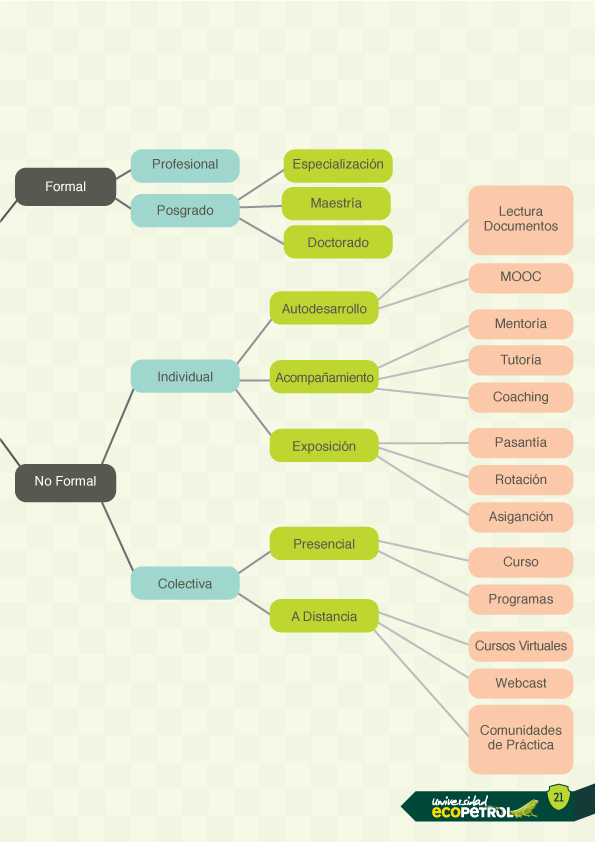 Formal
Profesional
Posgrado
Especialización
Maestría
Doctorado
No Formal
Individual
Autodesarrollo
Lectura
Documentos
MOOC
Acompañamiento
Mentoría
Tutoría
Coaching
Exposición
Pasantía
Rotación
Asiganción
Colectiva
Presencial
Curso
Programas
A Distancia
Cursos Virtuales
Webcast
Comunidades
de Práctica
Universidad
ECOPETROL
21